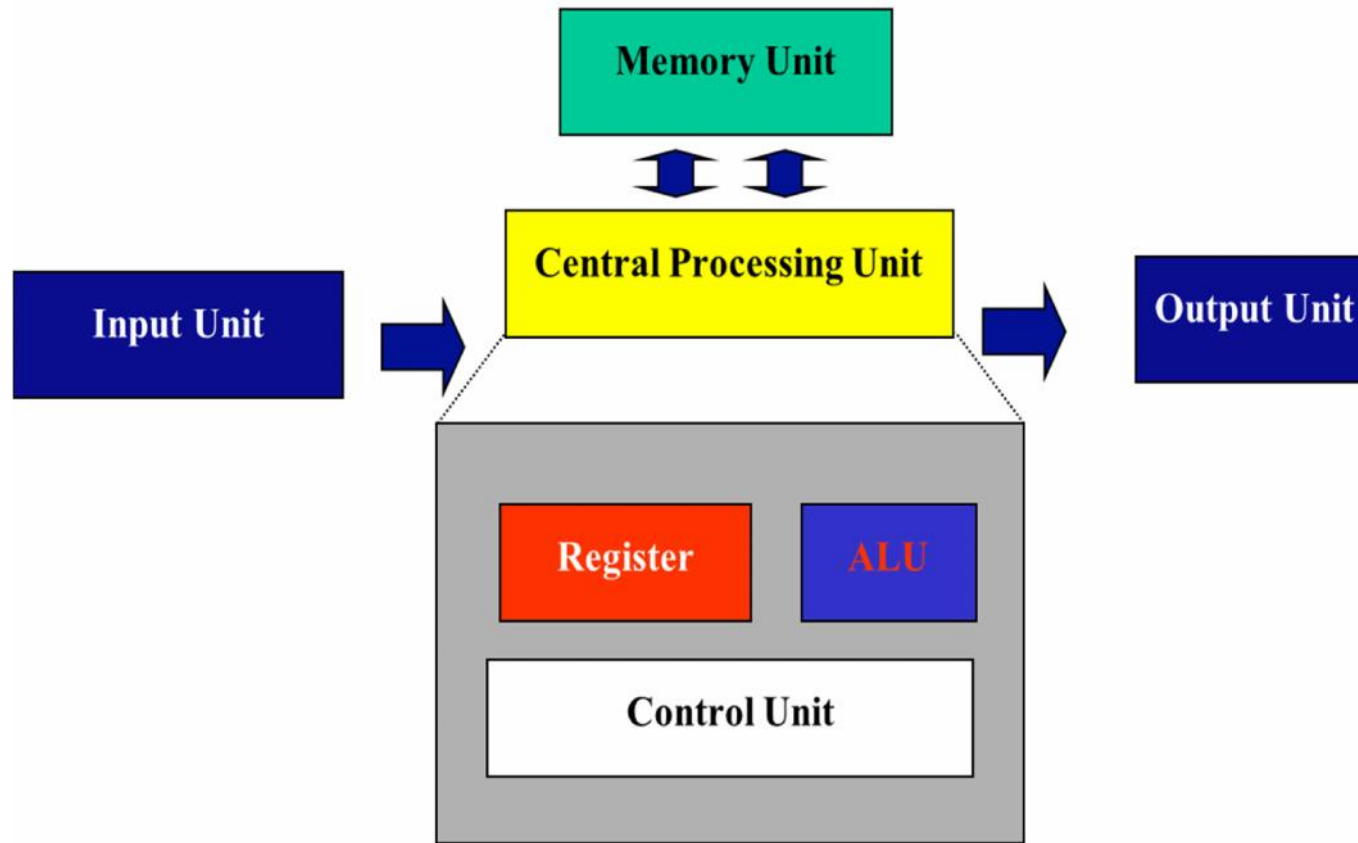 Memory Unit
Central Processing Unit
Input Unit
Output Unit
Register
ALU
Control Unit